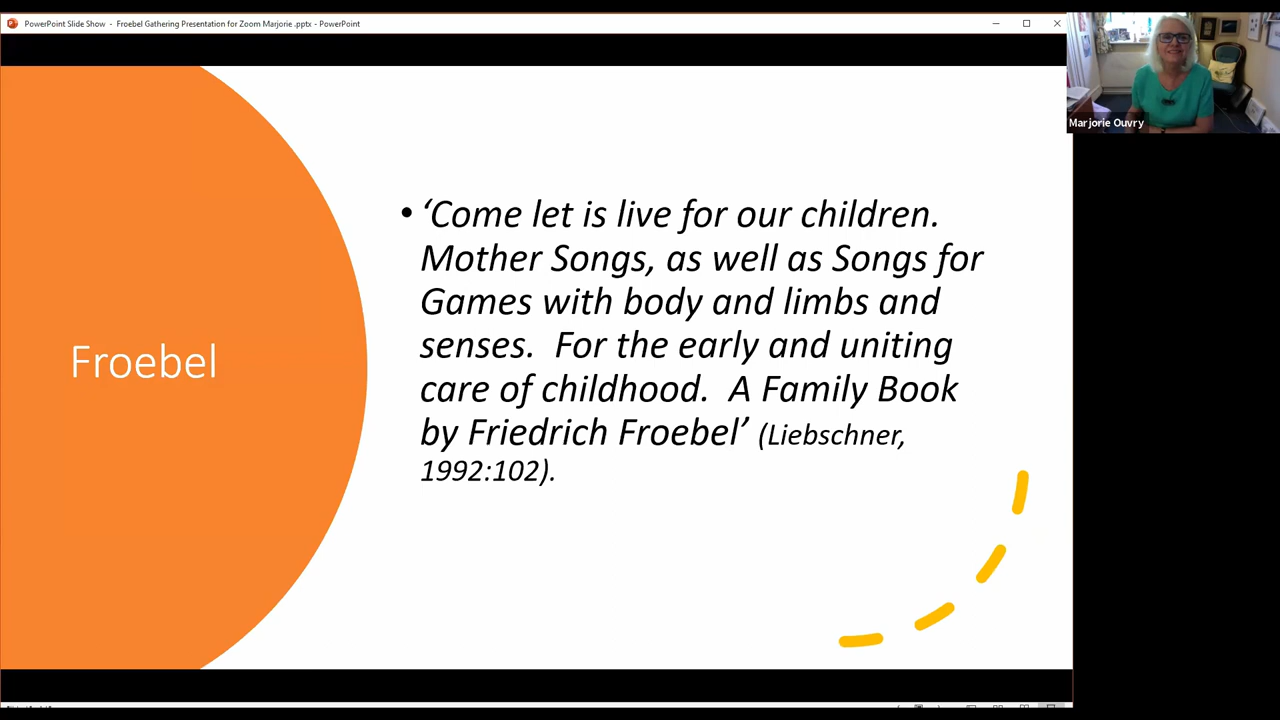 PowerPoint Slide Show - Froebel Gathering Presentation for Zoom Marjorie .pptx - PowerPoint
Marjorie Ouvry
Froebel
• ‘Come let is live for our children.
Mother Songs, as well as Songs for
Games with body and limbs and
senses.  For the early and uniting
care of childhood.  A Family Book
by Friedrich Froebel’ (Liebschner,
1992:102).